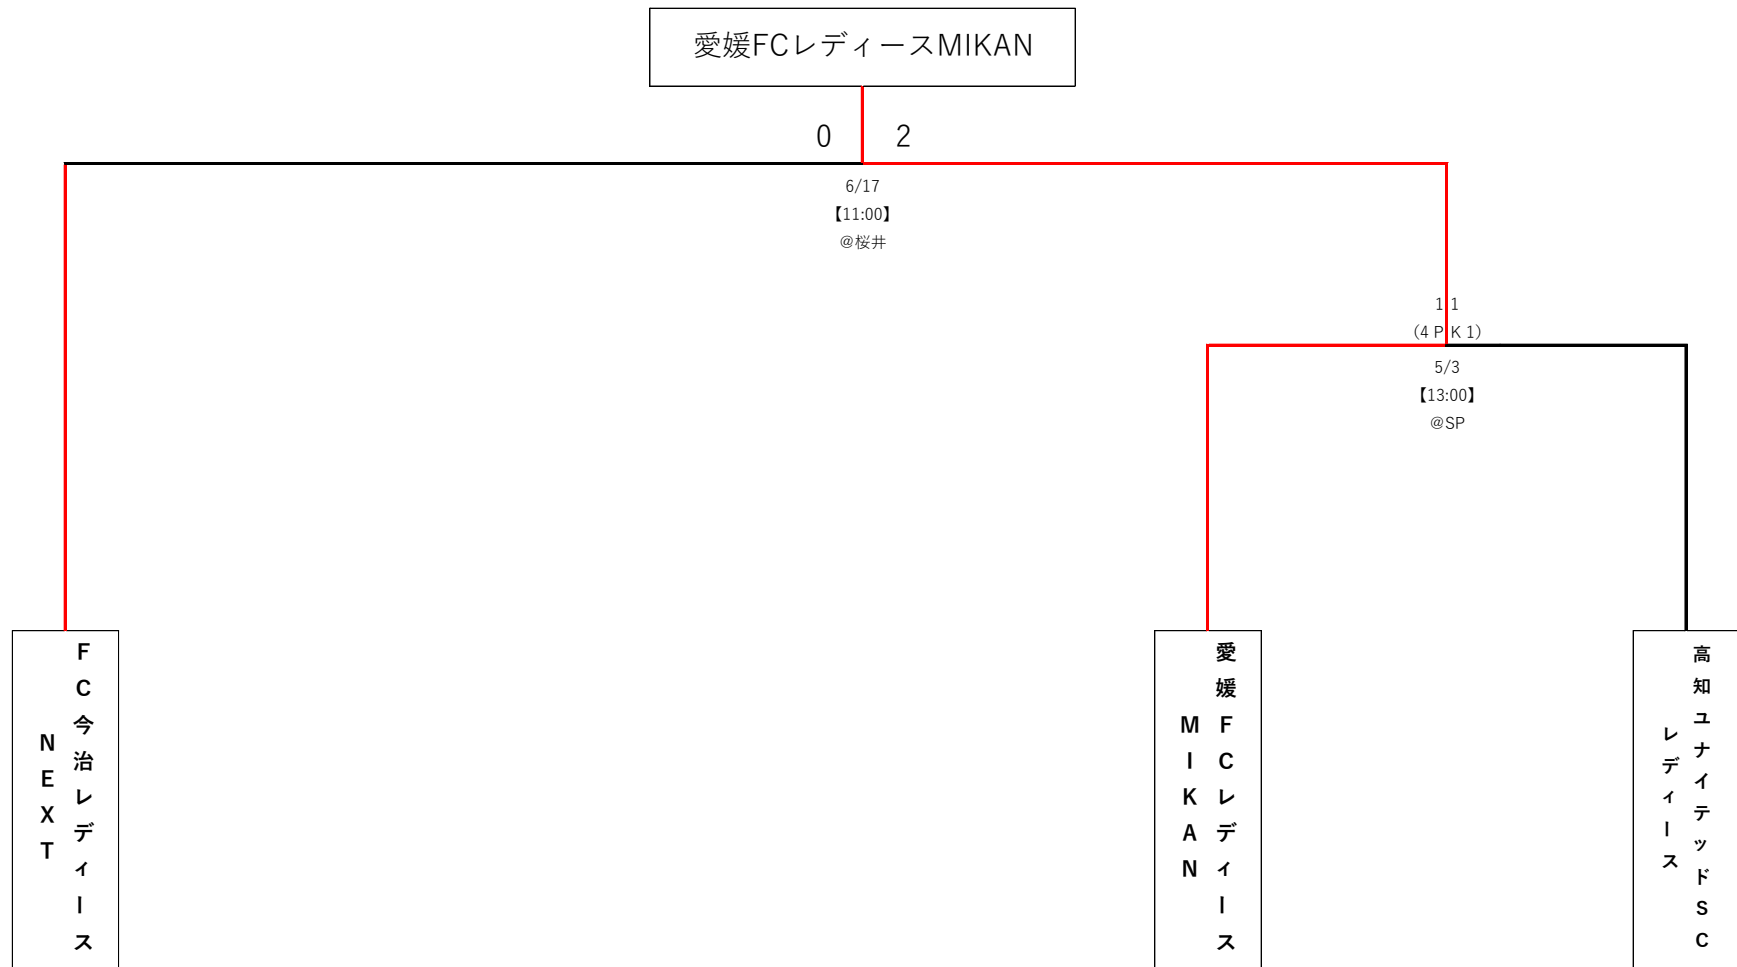 愛媛FCレディースMIKAN
0 2
6/17
【11:00】
@桜井
1 1
(4 PK 1)
5/3
【13:00】
@SP
FC今治レディース
NEXT
愛媛FCレディース
MIKAN
高知ユナイテッドSC
レディース